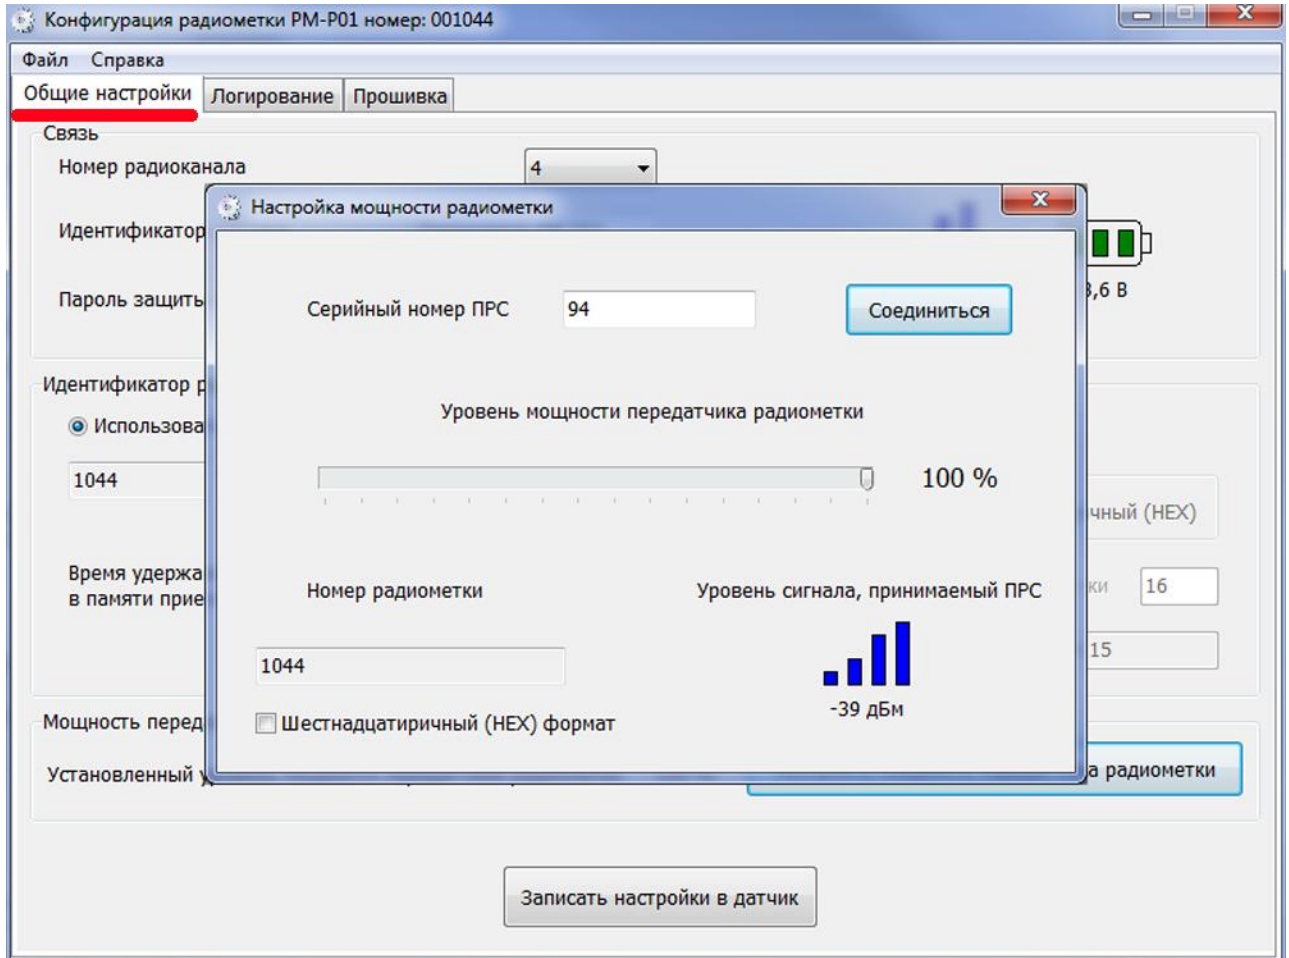 Конфигурация радиометки РМ-Р01 номер: 001044
Файл Справка
Общие настройки Логирование Прошивка
Связь
Номер радиоканала 4
Настройка мощности радиометки
Идентификатор
Серийный номер ПРС 94 Соединиться
Пароль защиты
3,6 В
Идентификатор р
Уровень мощности передатчика радиометки
Использова
1044
100 %
чный (HEX)
Время удержа
в памяти прие
Номер радиометки Уровень сигнала, принимаемый ПРС
ки 16
1044
15
-39 дБм
Шестнадцатиричный (HEX) формат
Мощность перед
Установленный у
а радиометки
Записать настройки в датчик